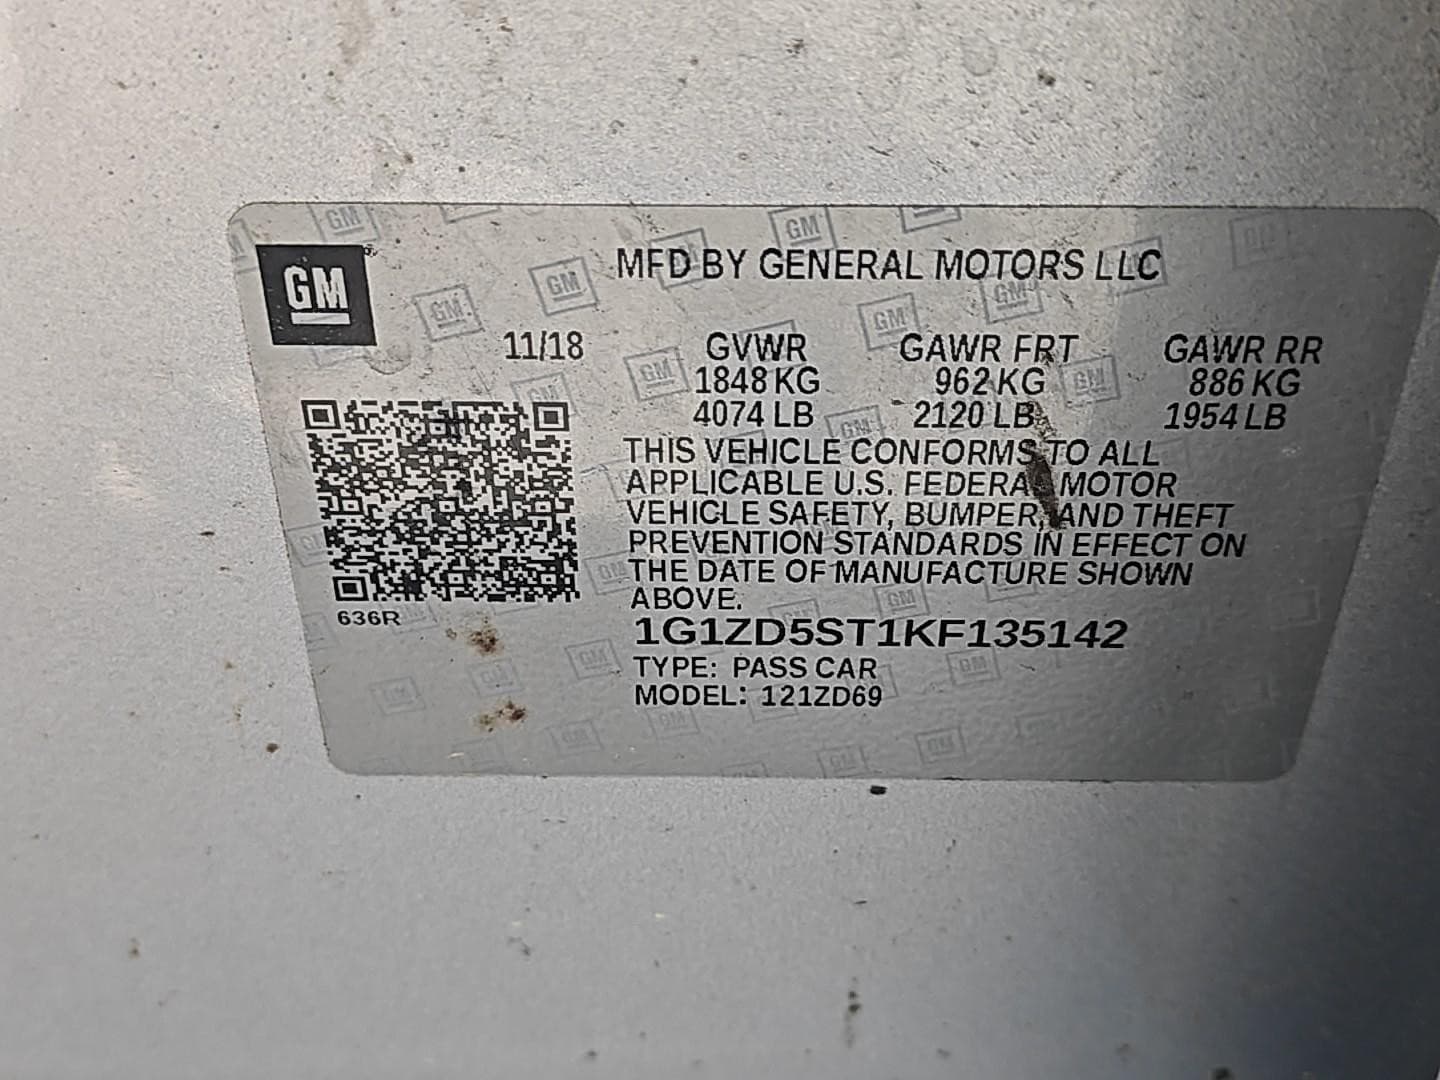 GM
MFD BY GENERAL MOTORS LLC
11/18 GVWR GAWR FRT GAWR RR
1848 KG 962 KG 886 KG
4074 LB 2120 LB 1954 LB
THIS VEHICLE CONFORMS TO ALL
APPLICABLE U.S. FEDERAL MOTOR
VEHICLE SAFETY, BUMPER, AND THEFT
PREVENTION STANDARDS IN EFFECT ON
THE DATE OF MANUFACTURE SHOWN
ABOVE.
636R
1G1ZD5ST1KF135142
TYPE: PASS CAR
MODEL: 121ZD69